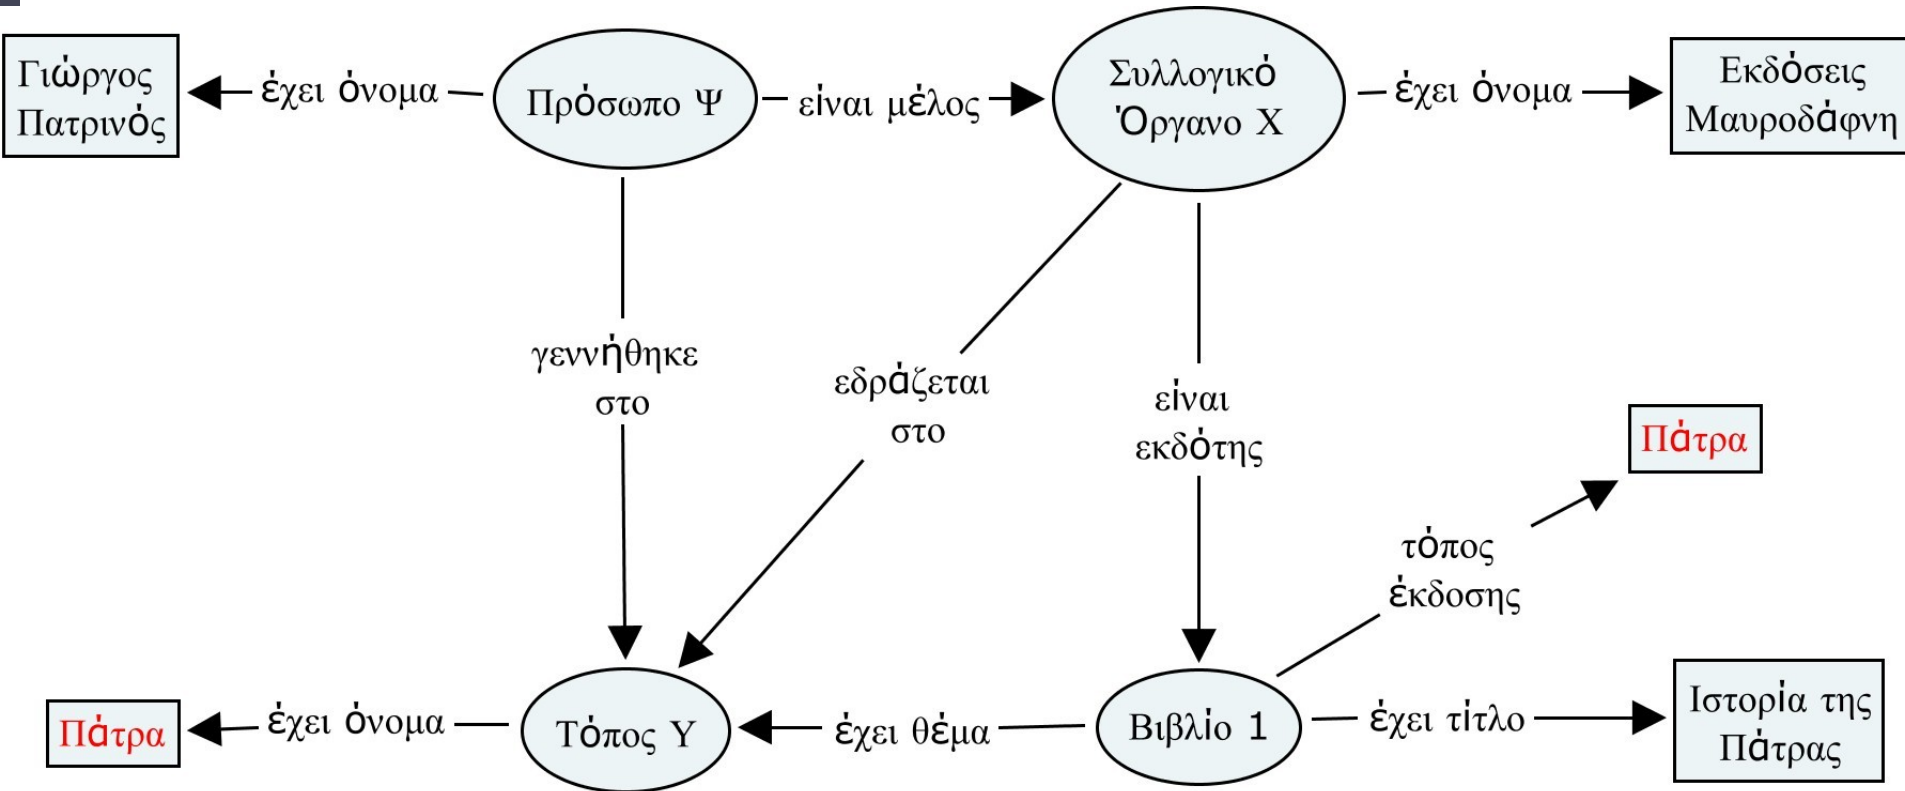 Γιώργος
Πατρινός
έχει όνομα
Πρόσωπο Ψ
είναι μέλος
Συλλογικό
Όργανο Χ
έχει όνομα
Εκδόσεις
Μαυροδάφνη
γεννήθηκε
στο
εδράζεται
στο
είναι
εκδότης
Πάτρα
τόπος
έκδοσης
Πάτρα
έχει όνομα
Τόπος Υ
έχει θέμα
Βιβλίο 1
έχει τίτλο
Ιστορία της
Πάτρας